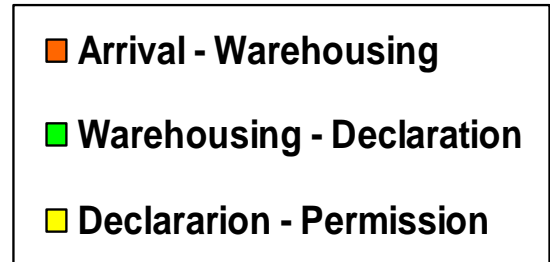 Arrival - Warehousing
Warehousing - Declaration
Declararion - Permission